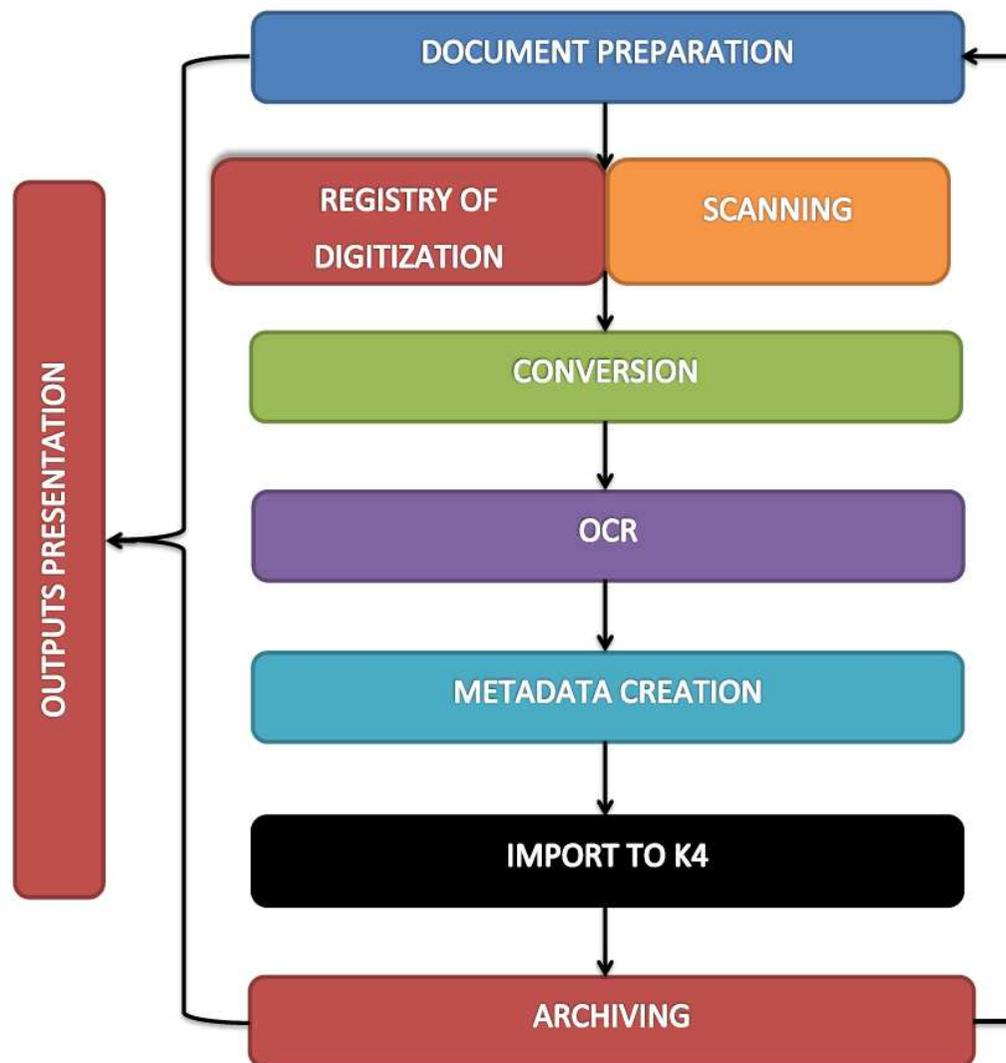 DOCUMENT PREPARATION
REGISTRY OF
DIGITIZATION
SCANNING
CONVERSION
OCR
METADATA CREATION
IMPORT TO K4
ARCHIVING
OUTPUTS PRESENTATION